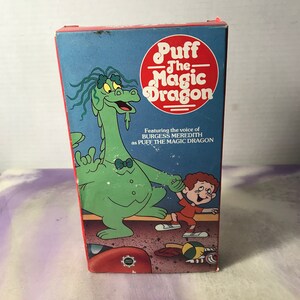 Puff
The
Magic
Dragon
Featuring the voice of
BURGESS MEREDITH
as PUFF THE MAGIC DRAGON